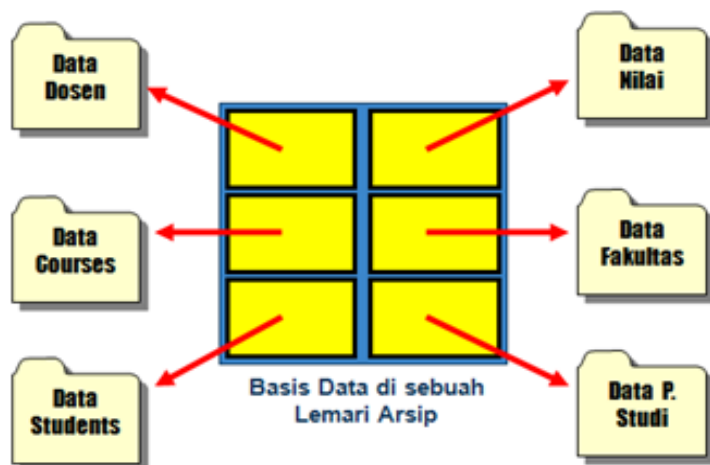 Data
Dosen
Data
Nilai
Data
Courses
Data
Fakultas
Data
Students
Data P.
Studi
Basis Data di sebuah
Lemari Arsip